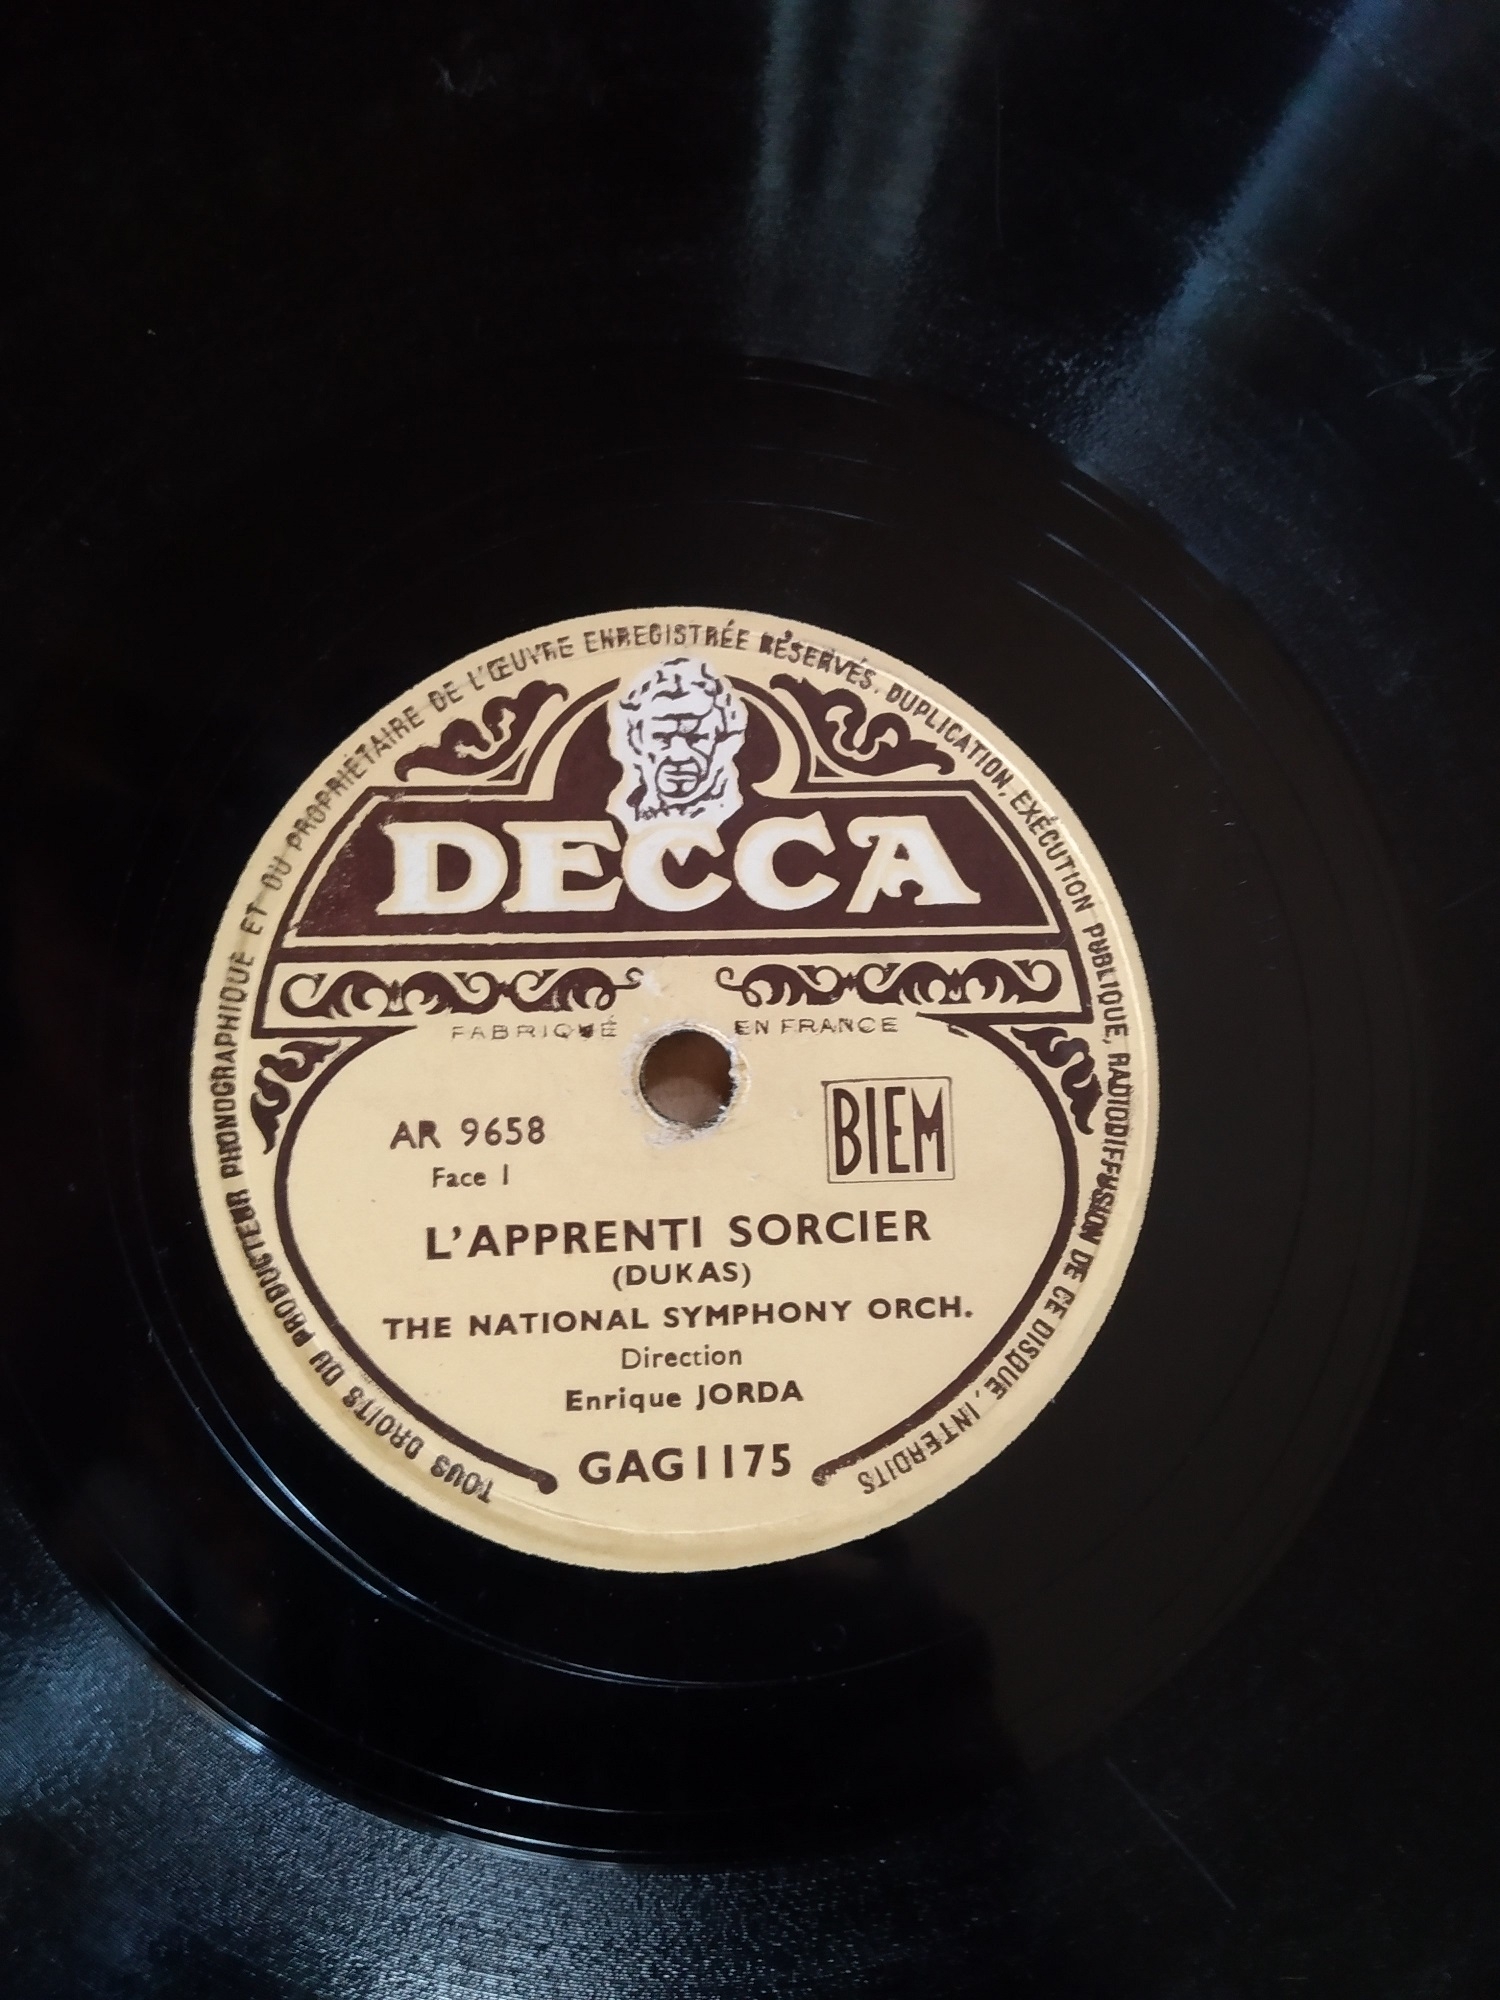 TOUS DROITS DU PRODUCTEUR PHONOGRAPHIQUE ET DU PROPRIÉTAIRE DE L'ŒUVRE ENREGISTRÉE RÉSERVÉS. DUPLICATION, EXÉCUTION PUBLIQUE, RADIODIFFUSION DE CE DISQUE, INTERDITS
DECCA
FABRIQUÉ EN FRANCE
AR 9658
Face 1
BIEM
L'APPRENTI SORCIER
(DUKAS)
THE NATIONAL SYMPHONY ORCH.
Direction
Enrique JORDA
GAG1175